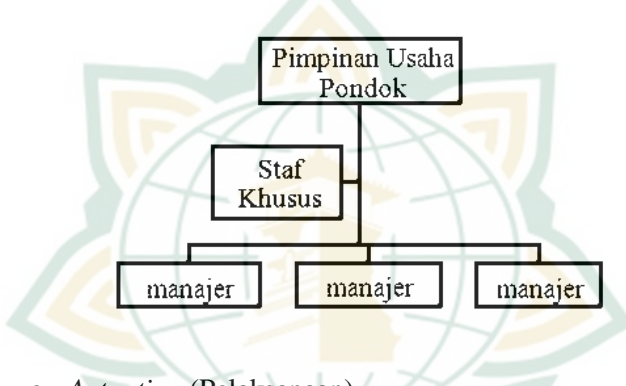 Pimpinan Usaha
Pondok
Staf
Khusus
manajer manajer manajer